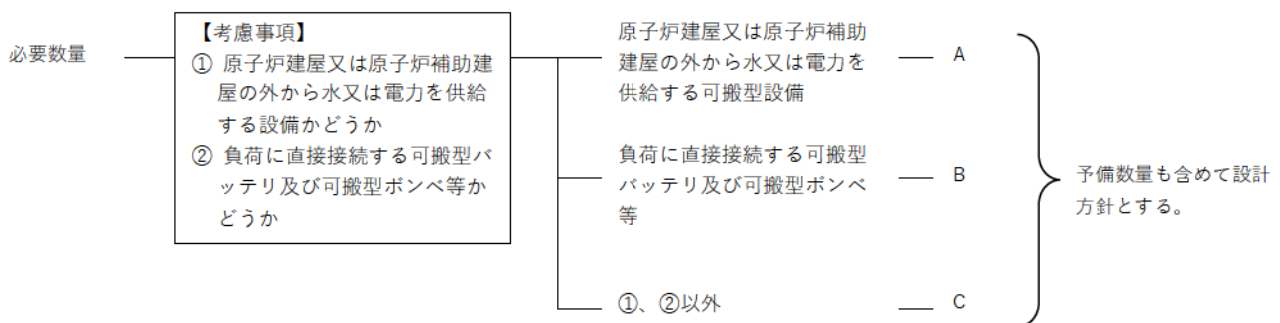 必要数量
【考慮事項】
① 原子炉建屋又は原子炉補助建
屋の外から水又は電力を供給
する設備かどうか
② 負荷に直接接続する可搬型バ
ッテリ及び可搬型ボンベ等か
どうか
原子炉建屋又は原子炉補助
建屋の外から水又は電力を
供給する可搬型設備
A
負荷に直接接続する可搬型
バッテリ及び可搬型ボンベ
等
B
①、②以外
C
予備数量も含めて設計
方針とする。